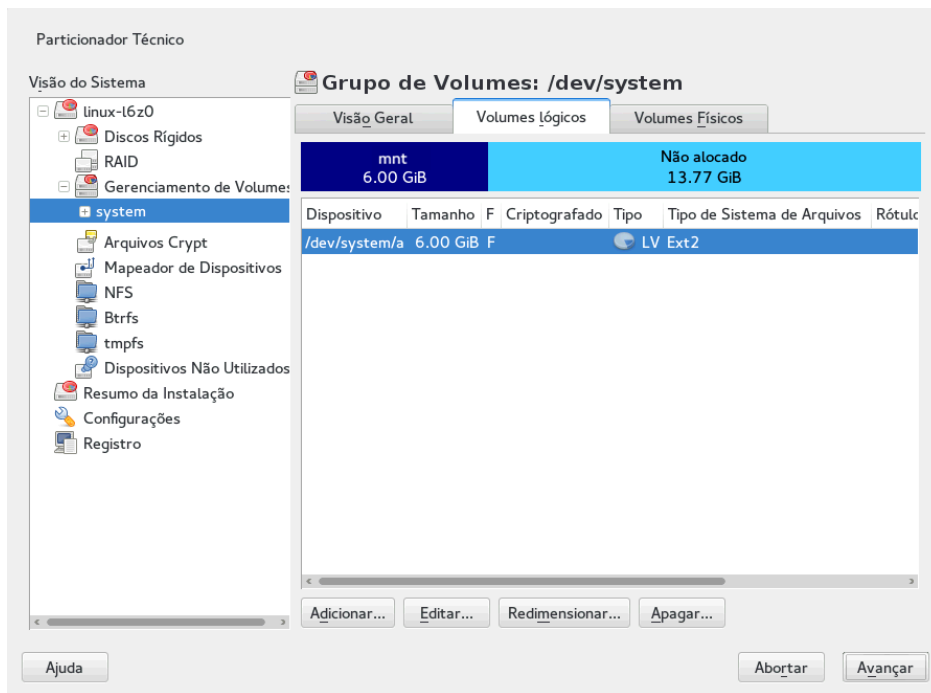 Particionador Técnico
Visão do Sistema
linux-l6z0
Discos Rígidos
RAID
Gerenciamento de Volumes
system
Arquivos Crypt
Mapeador de Dispositivos
NFS
Btrfs
tmpfs
Dispositivos Não Utilizados
Resumo da Instalação
Configurações
Registro
Grupo de Volumes: /dev/system
Visão Geral Volumes lógicos Volumes Físicos
mnt
6.00 GiB
Não alocado
13.77 GiB
Dispositivo Tamanho F Criptografado Tipo Tipo de Sistema de Arquivos Rótulo
/dev/system/a 6.00 GiB F LV Ext2
Adicionar... Editar... Redimensionar... Apagar...
Ajuda Abortar Avançar